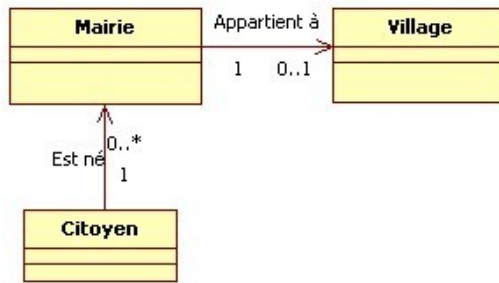 Mairie
Appartient à
Village
1
0..1
Est né
0..*
1
Citoyen